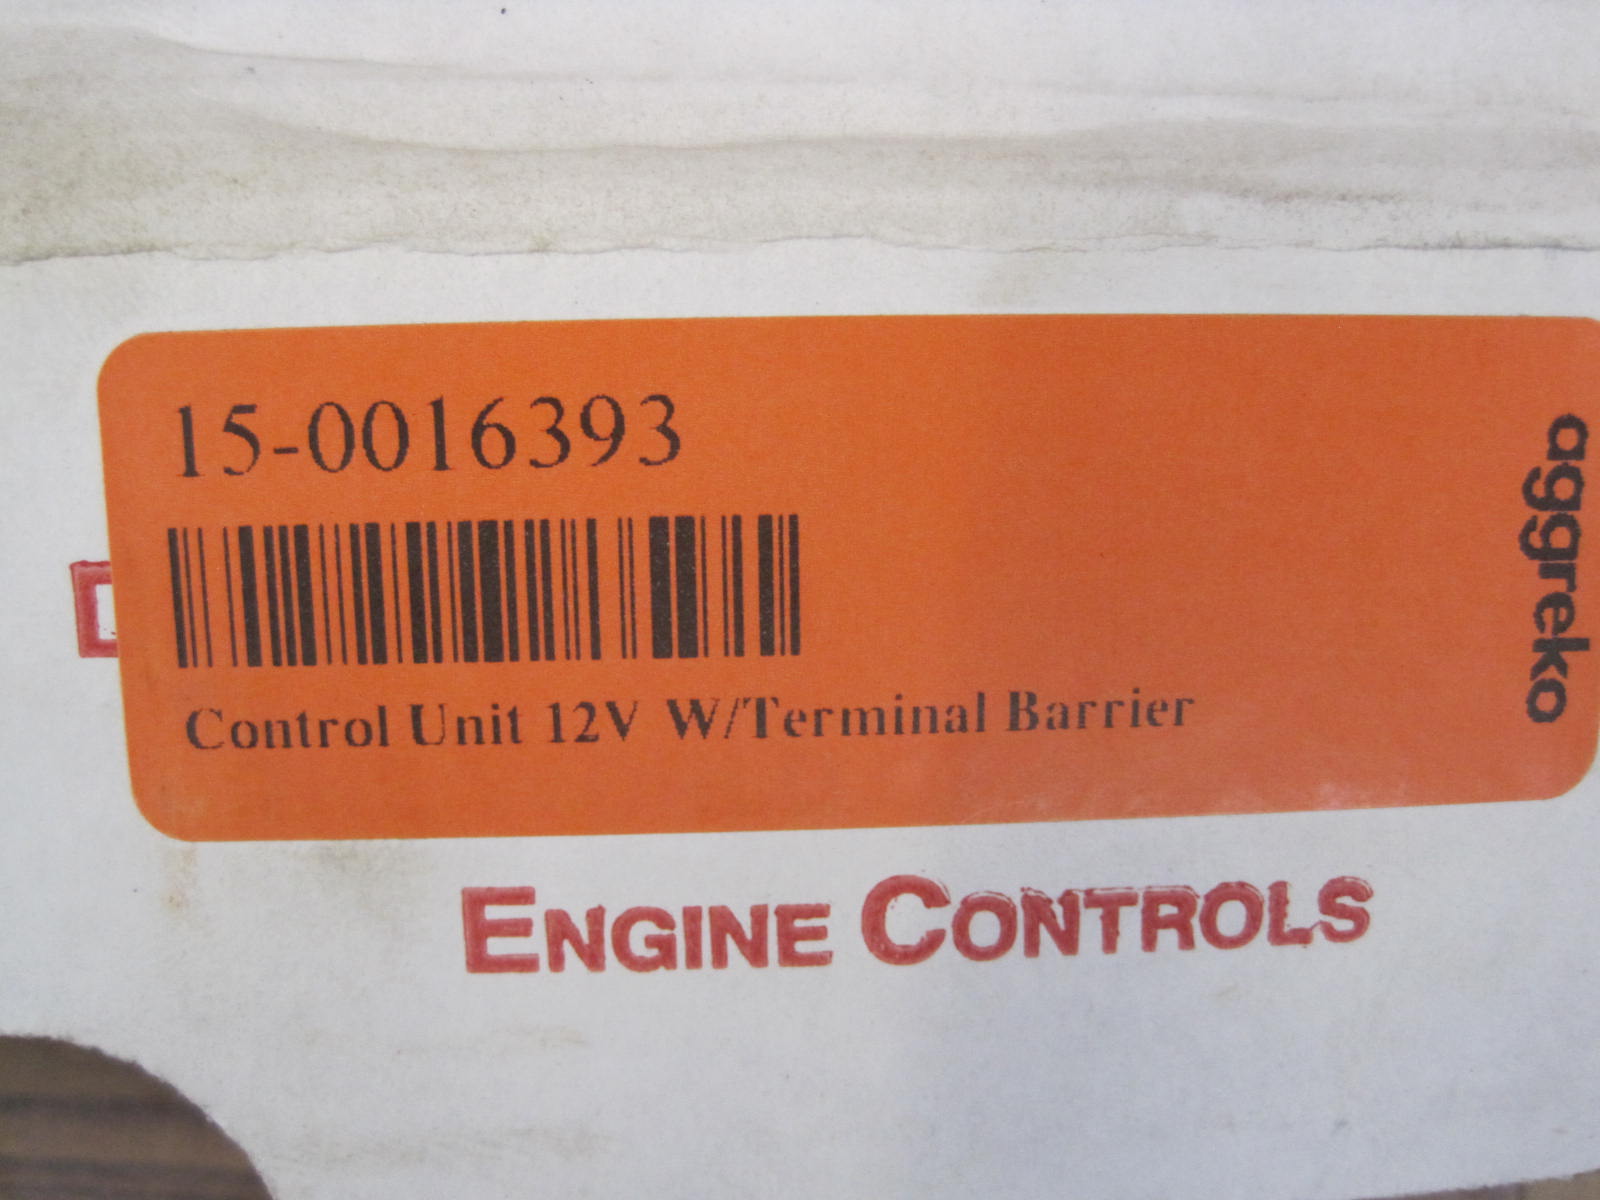 15-0016393
Control Unit 12V W/Terminal Barrier
aggreko
ENGINE CONTROLS